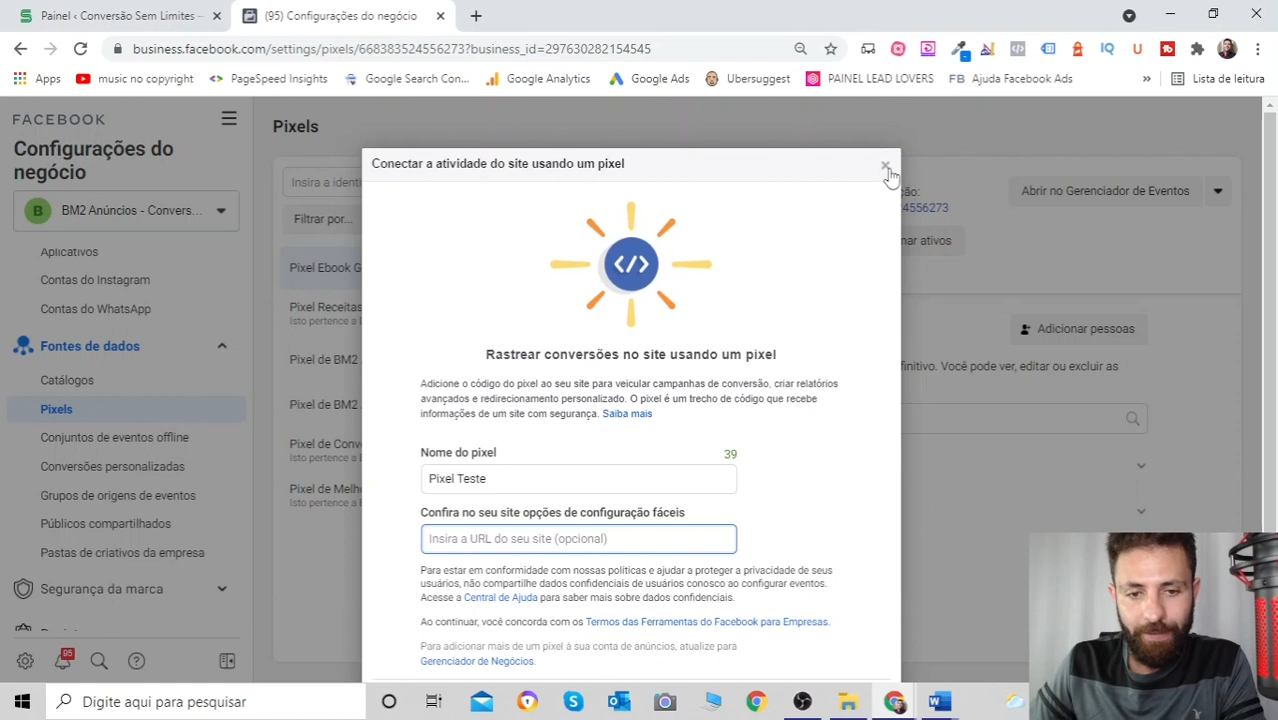 Painel ‹ Conversão Sem Limites —
(95) Configurações do negócio
business.facebook.com/settings/pixels/668383524556273?business_id=297630282154545
Apps
music no copyright
PageSpeed Insights
Google Search Con...
Google Analytics
Google Ads
Ubersuggest
PAINEL LEAD LOVERS
FB Ajuda Facebook Ads
»
Lista de leitura
FACEBOOK
Configurações do
negócio
B BM2 Anúncios - Convers...
Aplicativos
Contas do Instagram
Contas do WhatsApp
Fontes de dados
Catálogos
Pixels
Conjuntos de eventos offline
Conversões personalizadas
Grupos de origens de eventos
Públicos compartilhados
Pastas de criativos da empresa
Segurança da marca
95
Pixels
Insira a identi
Filtrar por...
Pixel Ebook G
Pixel Receitas
Isto pertence a
Pixel de BM2
Pixel de BM2
Pixel de Conv
Isto pertence a
Pixel de Melh
Isto pertence a
ção:
24556273
Abrir no Gerenciador de Eventos
nar ativos
Adicionar pessoas
finitivo. Você pode ver, editar ou excluir as
Conectar a atividade do site usando um pixel
</>
Rastrear conversões no site usando um pixel
Adicione o código do pixel ao seu site para veicular campanhas de conversão, criar relatórios
avançados e redirecionamento personalizado. O pixel é um trecho de código que recebe
informações de um site com segurança. Saiba mais
Nome do pixel 39
Pixel Teste
Confira no seu site opções de configuração fáceis
Insira a URL do seu site (opcional)
Para estar em conformidade com nossas políticas e ajudar a proteger a privacidade de seus
usuários, não compartilhe dados confidenciais de usuários conosco ao configurar eventos.
Acesse a Central de Ajuda para saber mais sobre dados confidenciais.
Ao continuar, você concorda com os Termos das Ferramentas do Facebook para Empresas.
Para adicionar mais de um pixel à sua conta de anúncios, atualize para
Gerenciador de Negócios.
Digite aqui para pesquisar